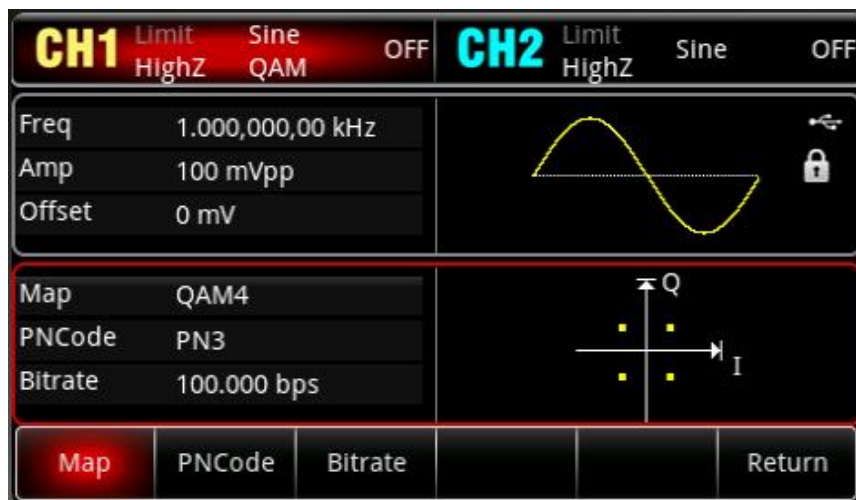 CH1 Limit Sine OFF CH2 Limit Sine OFF
HighZ QAM HighZ
Freq 1.000,000,00 kHz
Amp 100 mVpp
Offset 0 mV
Map QAM4
Q
PNCode PN3
I
Bitrate 100.000 bps
Map PNCode Bitrate Return